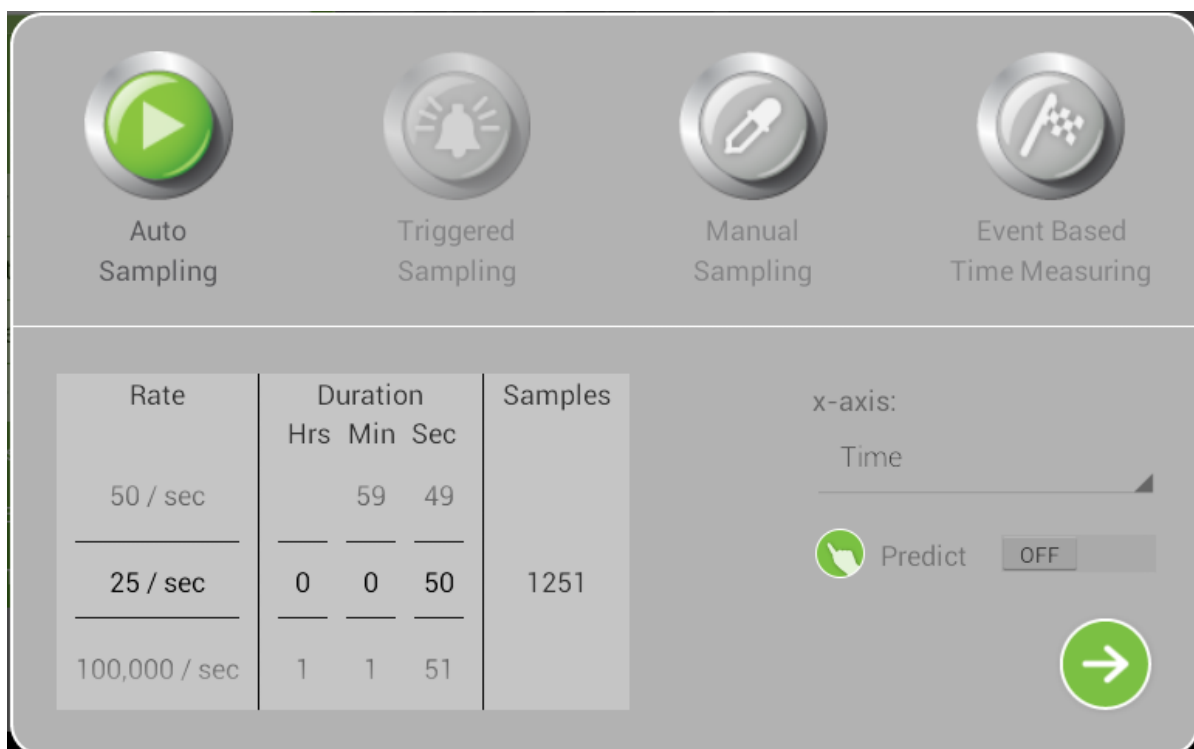 Auto
Sampling
Triggered
Sampling
Manual
Sampling
Event Based
Time Measuring
Rate
Duration
Samples
Hrs Min Sec
50 / sec
59 49
25 / sec
0 0 50
1251
100,000 / sec
1 1 51
x-axis:
Time
Predict
OFF